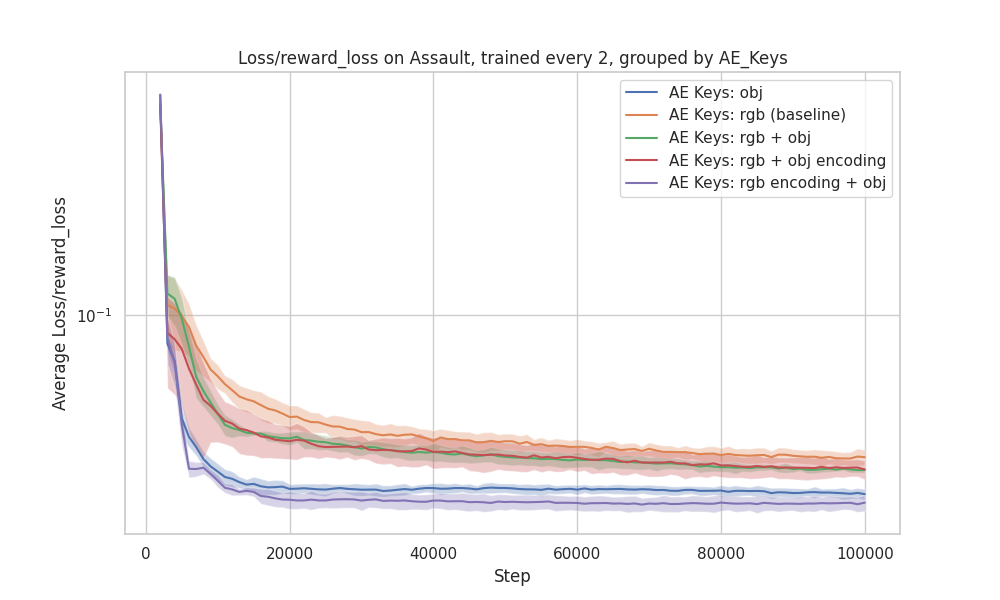 Loss/reward_loss on Assault, trained every 2, grouped by AE_Keys
AE Keys: obj
AE Keys: rgb (baseline)
AE Keys: rgb + obj
AE Keys: rgb + obj encoding
AE Keys: rgb encoding + obj
Average Loss/reward_loss
10⁻¹
0 20000 40000 60000 80000 100000
Step